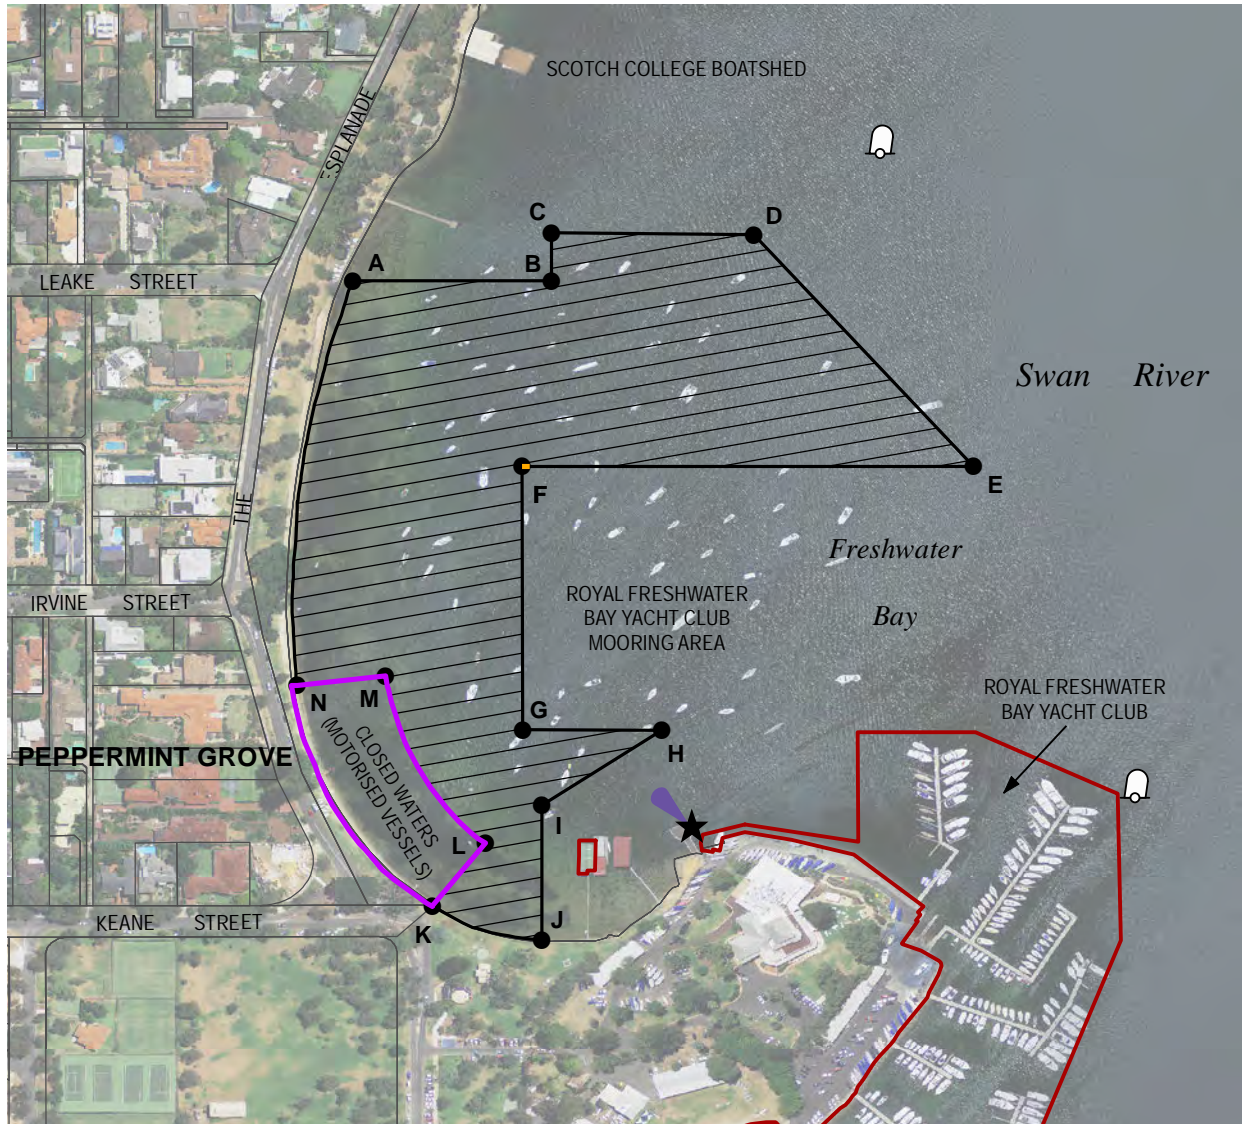 SCOTCH COLLEGE BOATSHED
ESPLANADE
C
D
A
B
LEAKE STREET
Swan River
E
F
THE
Freshwater
Bay
ROYAL FRESHWATER
BAY YACHT CLUB
MOORING AREA
IRVINE STREET
N
M
ROYAL FRESHWATER
BAY YACHT CLUB
G
H
PEPPERMINT GROVE
CLOSED WATERS
(MOTORISED VESSELS)
I
L
KEANE STREET
K
J